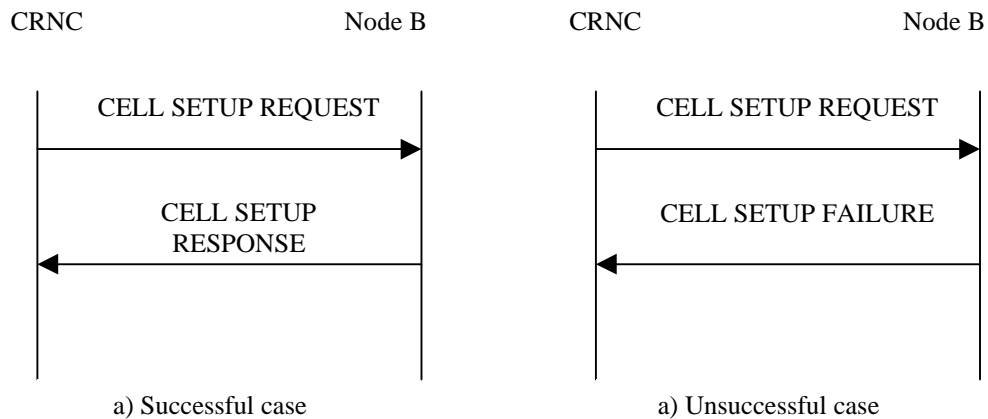 CRNC
Node B
CELL SETUP REQUEST
CELL SETUP
RESPONSE
a) Successful case
CRNC
Node B
CELL SETUP REQUEST
CELL SETUP FAILURE
a) Unsuccessful case